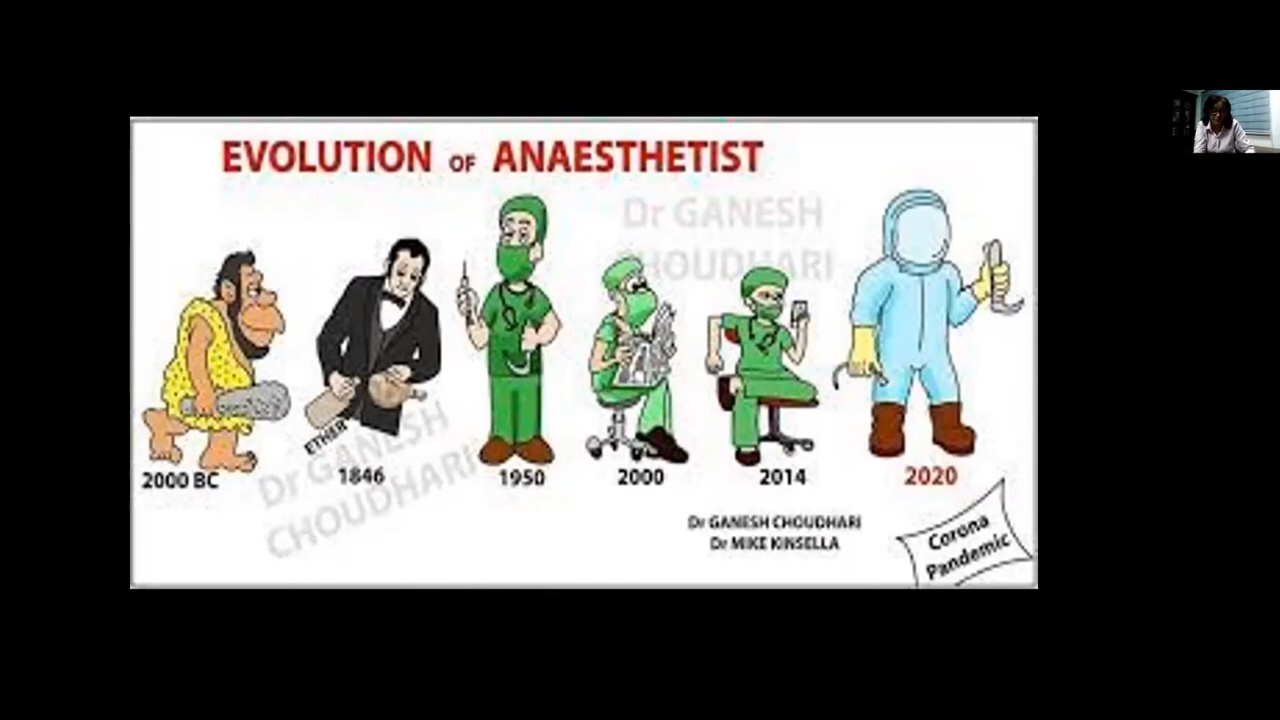 EVOLUTION OF ANAESTHETIST
Dr GANESH
CHOUDHARI
ETHER
Dr GANESH
CHOUDHARI
2000 BC
1846
1950
2000
2014
2020
Dr GANESH CHOUDHARI
Dr MIKE KINSELLA
Corona
Pandemic